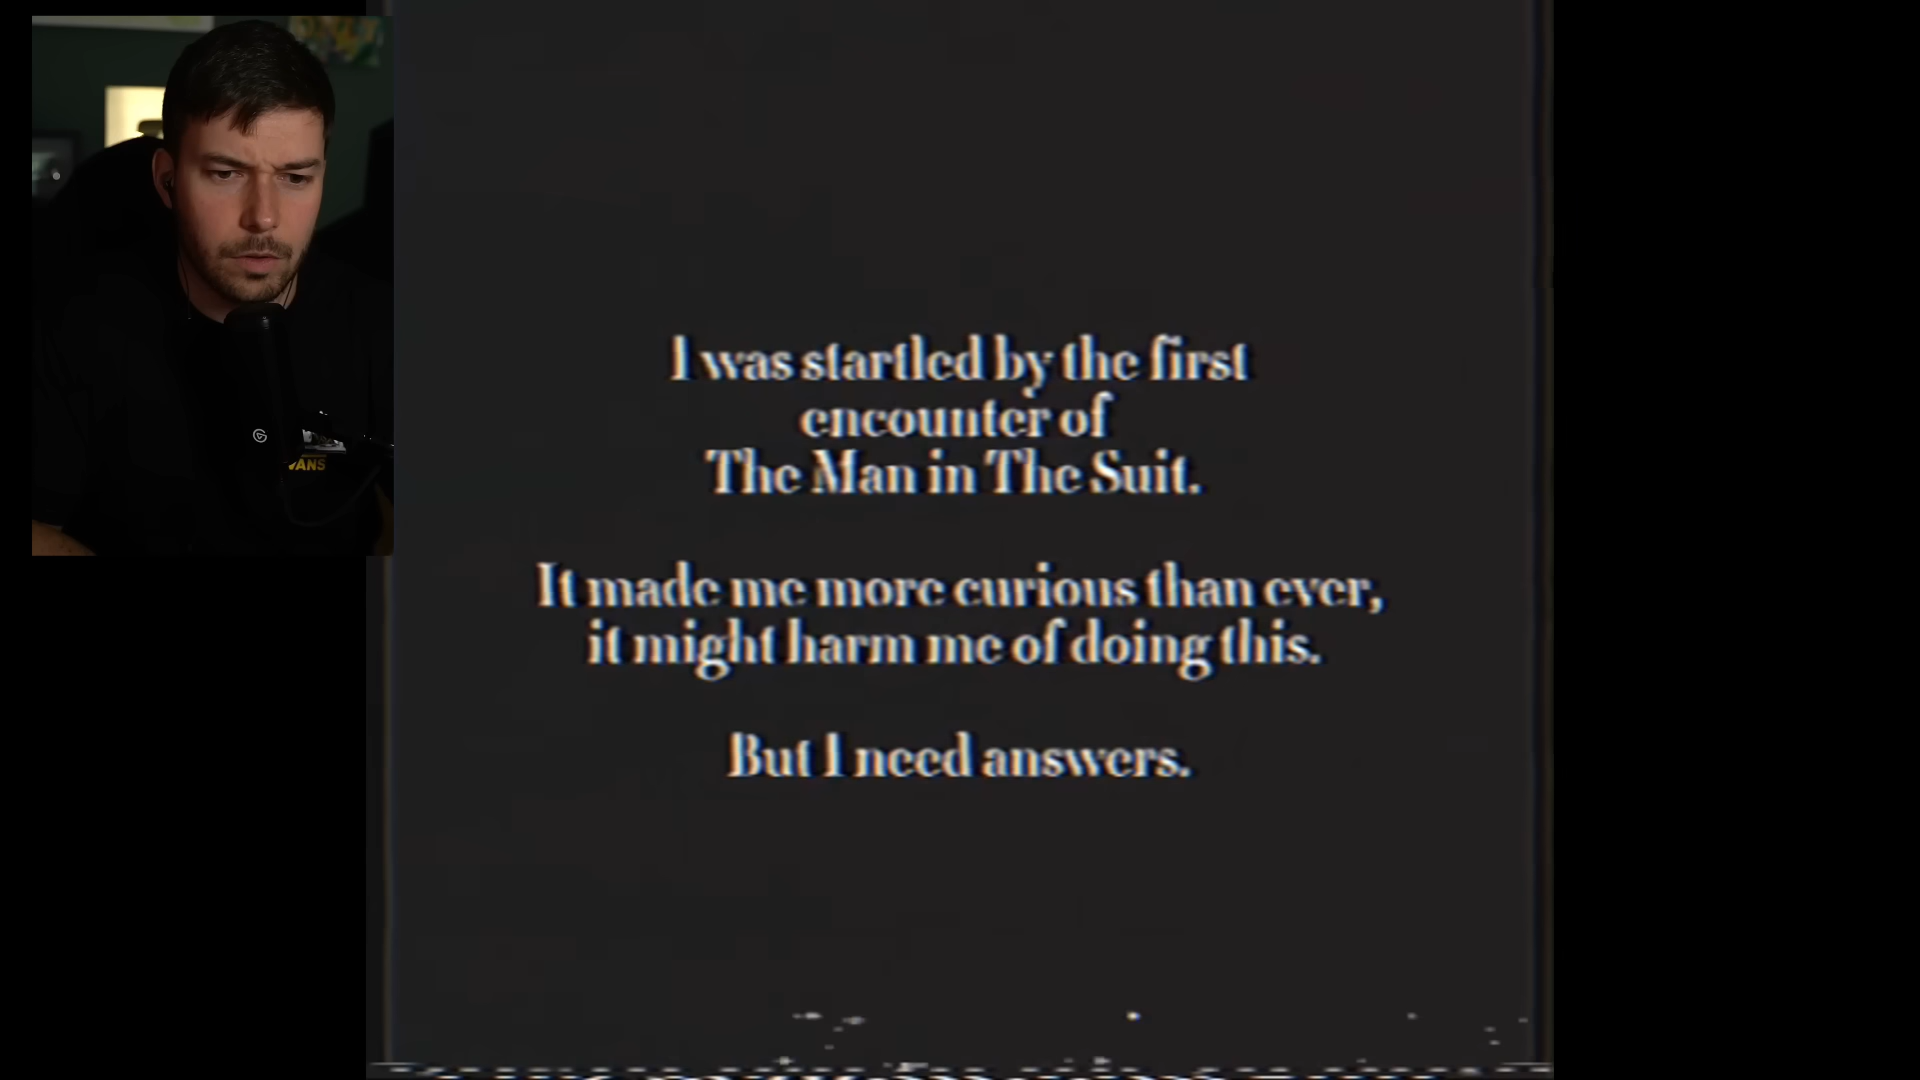 I was startled by the first
encounter of
The Man in The Suit.
It made me more curious than ever,
it might harm me of doing this.
But I need answers.
VANS